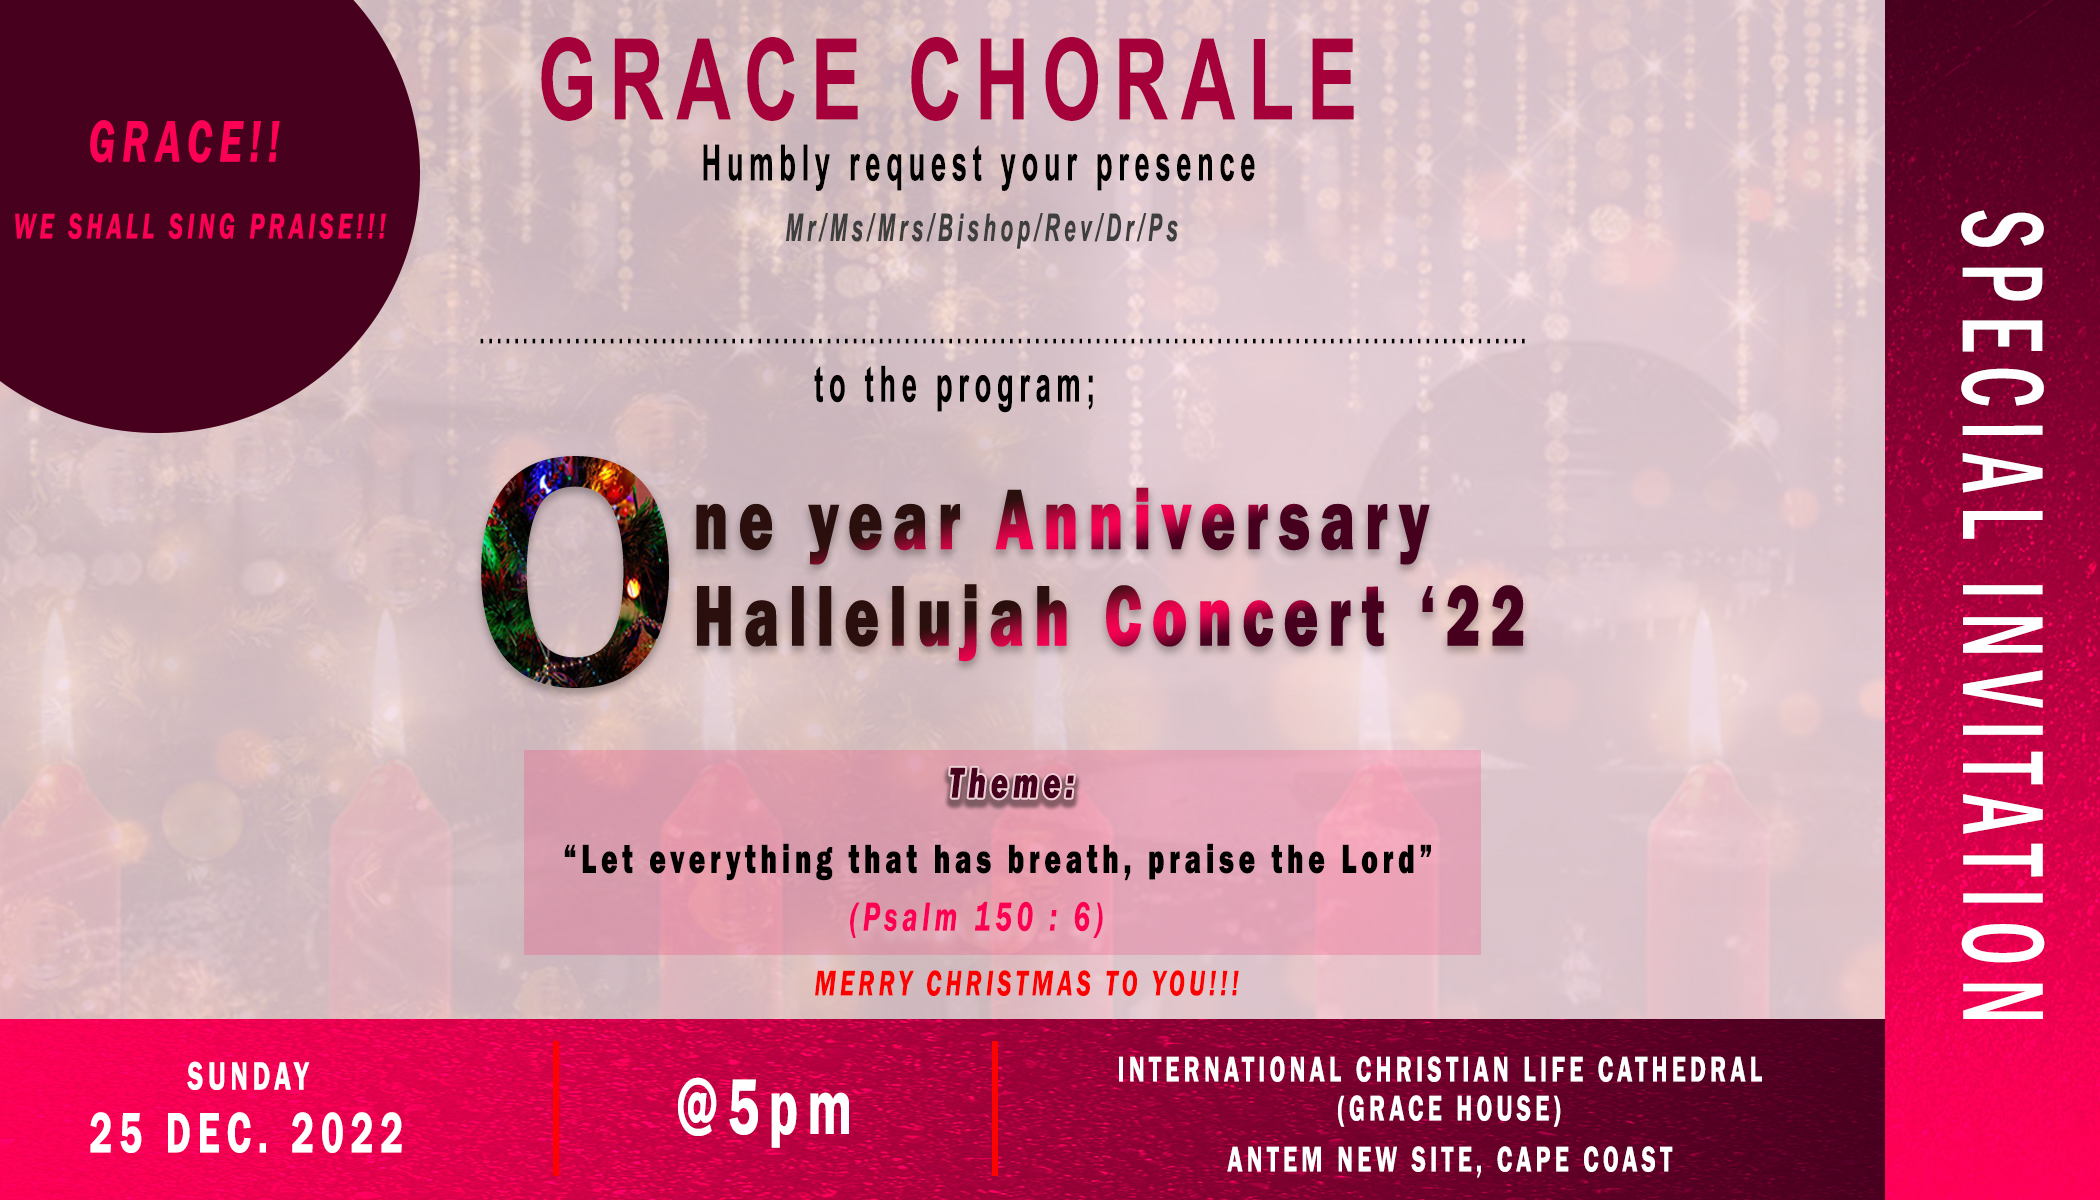 GRACE!!
WE SHALL SING PRAISE!!!
GRACE CHORALE
Humbly request your presence
Mr/Ms/Mrs/Bishop/Rev/Dr/Ps
to the program;
One year Anniversary
Hallelujah Concert ‘22
Theme:
“Let everything that has breath, praise the Lord”
(Psalm 150 : 6)
MERRY CHRISTMAS TO YOU!!!
SUNDAY
25 DEC. 2022
@5pm
INTERNATIONAL CHRISTIAN LIFE CATHEDRAL
(GRACE HOUSE)
ANTEM NEW SITE, CAPE COAST
SPECIAL INVITATION